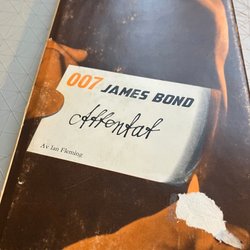 007 JAMES BOND
Attentat
Av Ian Fleming